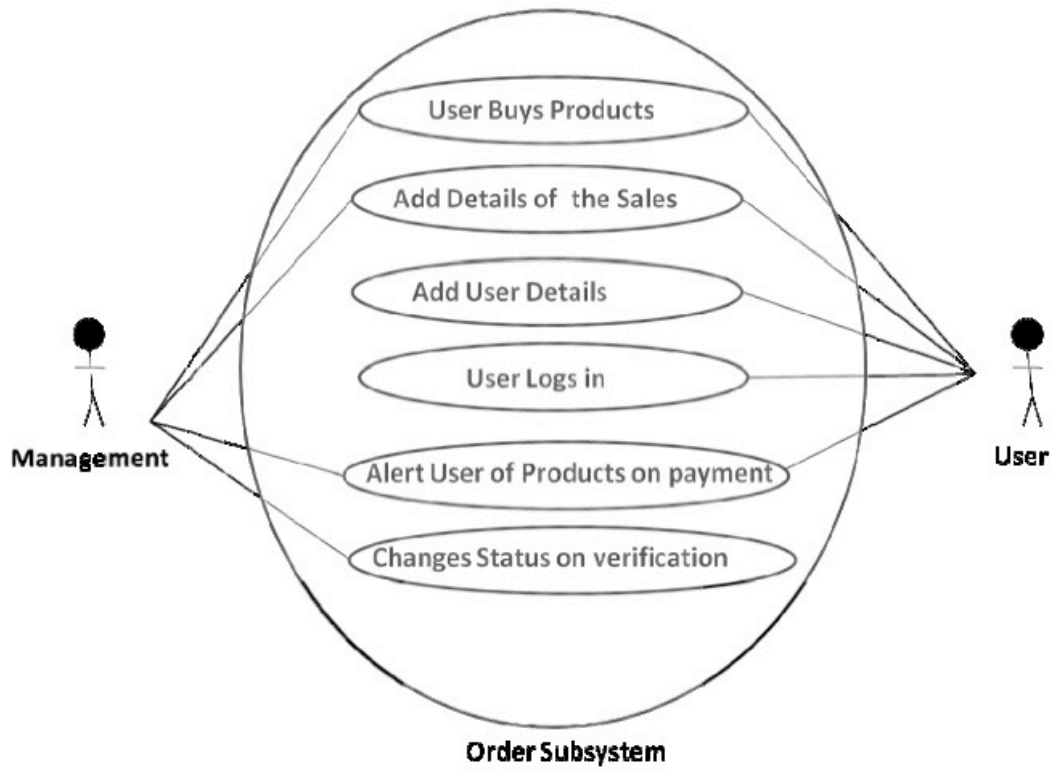 User Buys Products
Add Details of the Sales
Add User Details
User Logs in
Alert User of Products on payment
Changes Status on verification
Management
User
Order Subsystem